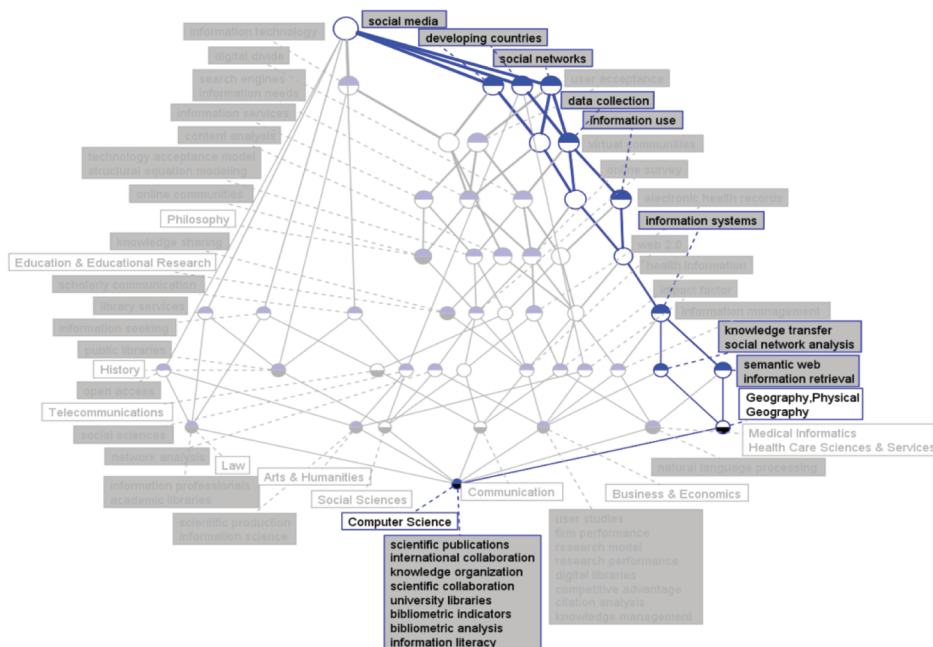 social media
information technology
developing countries
digital divide
social networks
search engines
information needs
user acceptance
data collection
information services
information use
content analysis
virtual communities
technology acceptance model
structural equation modeling
online survey
online communities
electronic health records
Philosophy
information systems
knowledge sharing
web 2.0
Education & Educational Research
health information
scholarly communication
impact factor
library services
information management
information seeking
knowledge transfer
social network analysis
public libraries
History
semantic web
information retrieval
open access
Geography,Physical
Geography
Telecommunications
social sciences
Medical Informatics
Health Care Sciences & Services
network analysis
Law
natural language processing
Arts & Humanities
information professionals
academic libraries
Social Sciences
Communication
Business & Economics
scientific production
information science
Computer Science
user studies
firm performance
research model
research performance
digital libraries
competitive advantage
citation analysis
knowledge management
scientific publications
international collaboration
knowledge organization
scientific collaboration
university libraries
bibliometric indicators
bibliometric analysis
information literacy